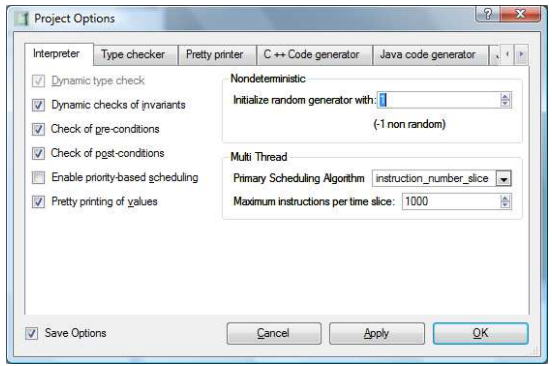 Project Options
Interpreter
Type checker
Pretty printer
C ++ Code generator
Java code generator
Dynamic type check
Dynamic checks of invariants
Check of pre-conditions
Check of post-conditions
Enable priority-based scheduling
Pretty printing of values
Nondeterministic
Initialize random generator with: 1
(-1 non random)
Multi Thread
Primary Scheduling Algorithm instruction_number_slice
Maximum instructions per time slice: 1000
Save Options
Cancel
Apply
OK